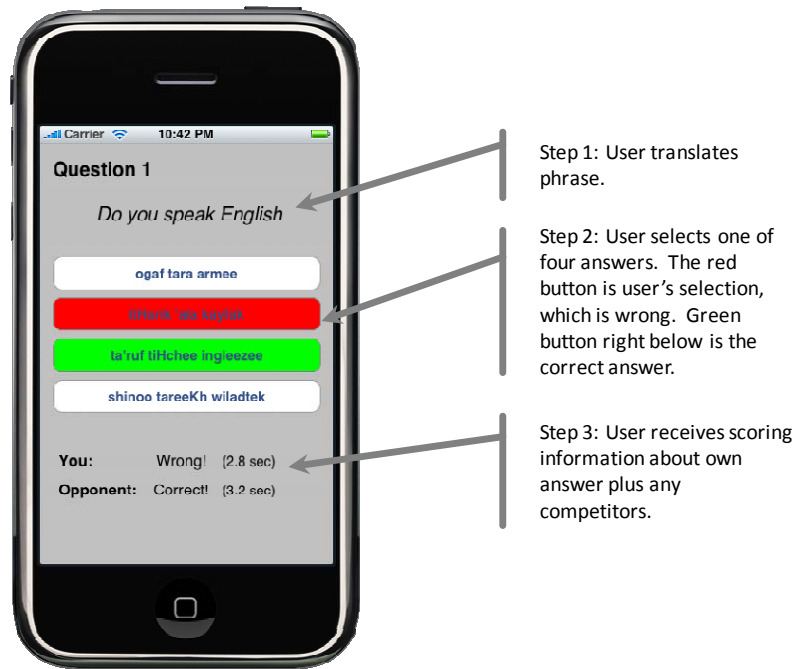 Carrier 10:42 PM
Question 1
Do you speak English
ogaf tara armee
itHarik 'ala kaylak
ta'ruf tiHchee ingleezee
shinoo tareeKh wiladtek
You: Wrong! (2.8 sec)
Opponent: Correct! (3.2 sec)
Step 1: User translates
phrase.
Step 2: User selects one of
four answers. The red
button is user's selection,
which is wrong. Green
button right below is the
correct answer.
Step 3: User receives scoring
information about own
answer plus any
competitors.